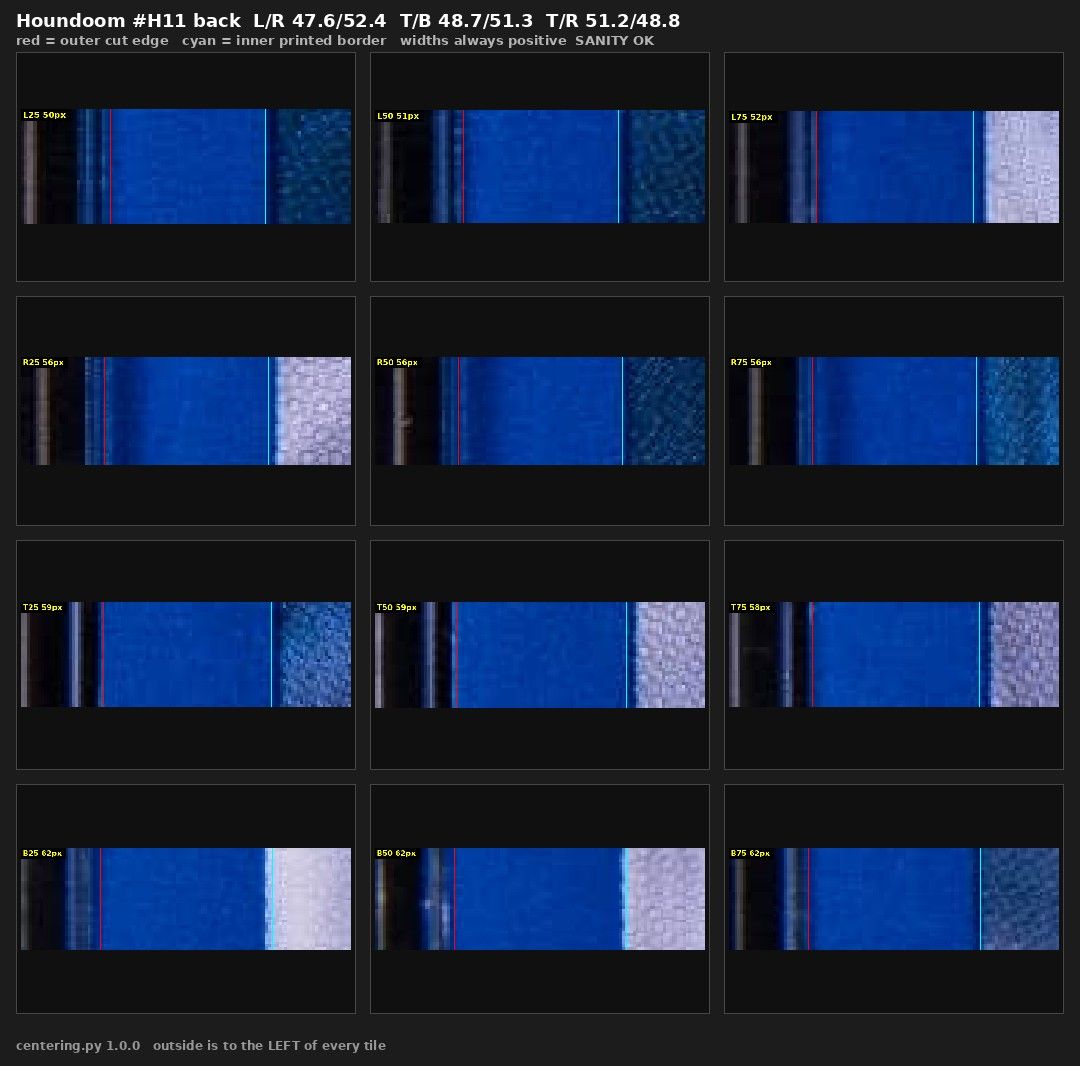 Houndoom #H11 back  L/R 47.6/52.4  T/B 48.7/51.3  T/R 51.2/48.8
red = outer cut edge   cyan = inner printed border   widths always positive  SANITY OK
L25 50px
L50 51px
L75 52px
R25 56px
R50 56px
R75 56px
T25 59px
T50 59px
T75 58px
B25 62px
B50 62px
B75 62px
centering.py 1.0.0   outside is to the LEFT of every tile